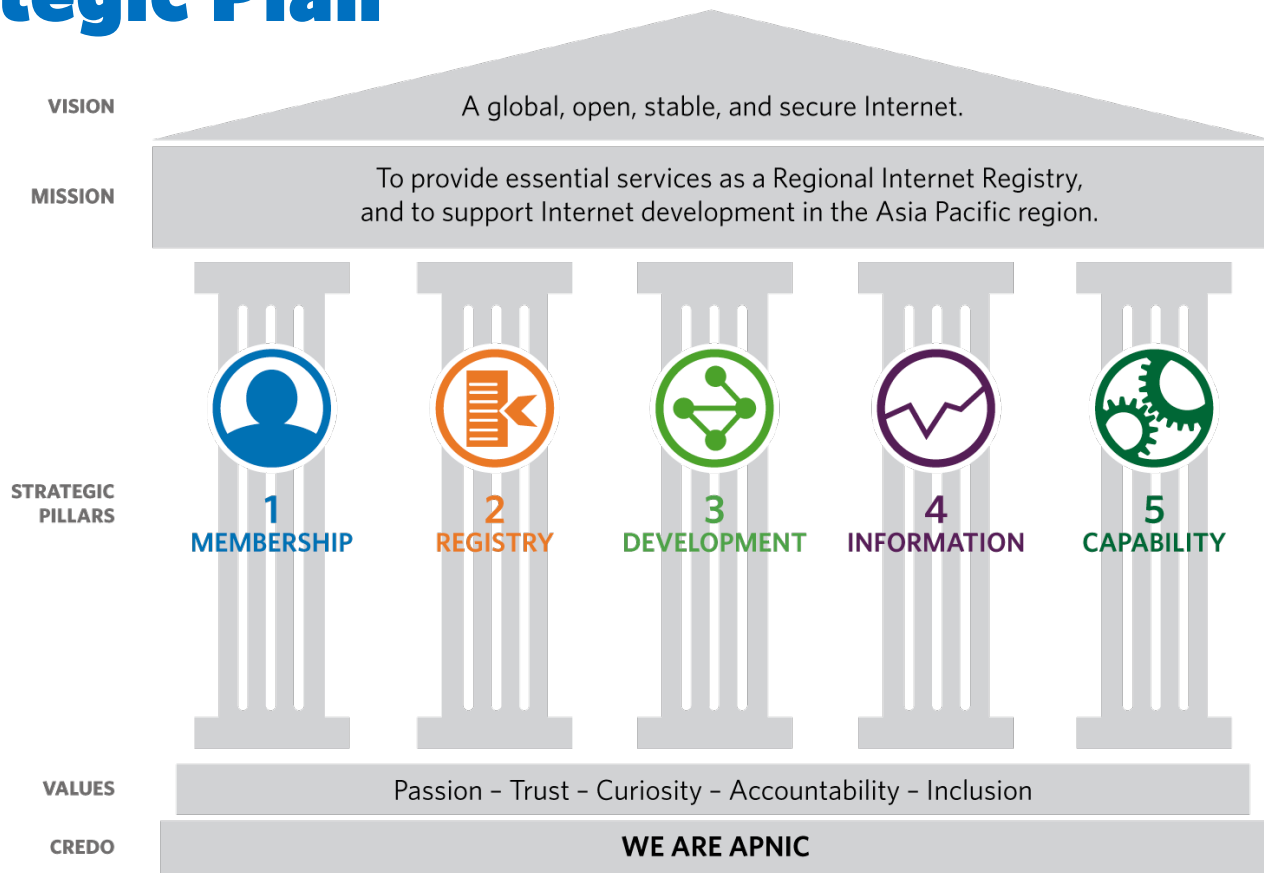 tegic Plan
VISION
A global, open, stable, and secure Internet.
MISSION
To provide essential services as a Regional Internet Registry,
and to support Internet development in the Asia Pacific region.
STRATEGIC
PILLARS
1
MEMBERSHIP
2
REGISTRY
3
DEVELOPMENT
4
INFORMATION
5
CAPABILITY
VALUES
Passion – Trust – Curiosity – Accountability – Inclusion
CREDO
WE ARE APNIC